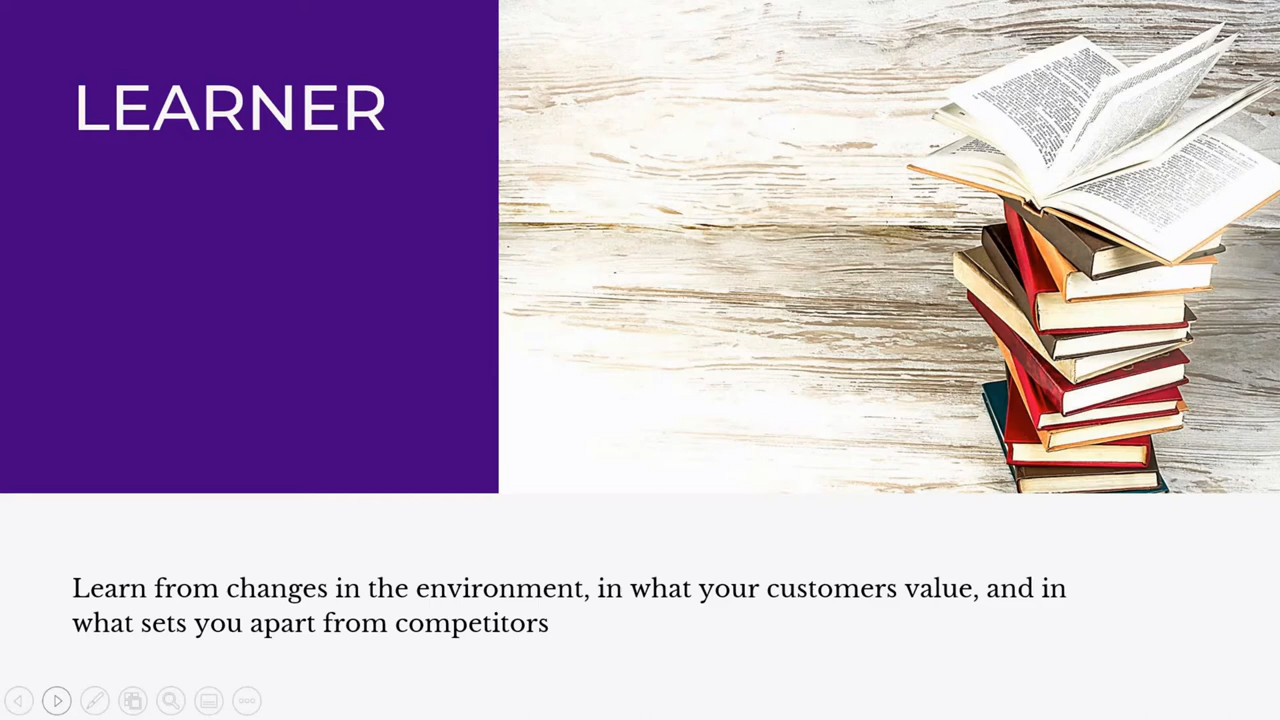 LEARNER
Learn from changes in the environment, in what your customers value, and in
what sets you apart from competitors